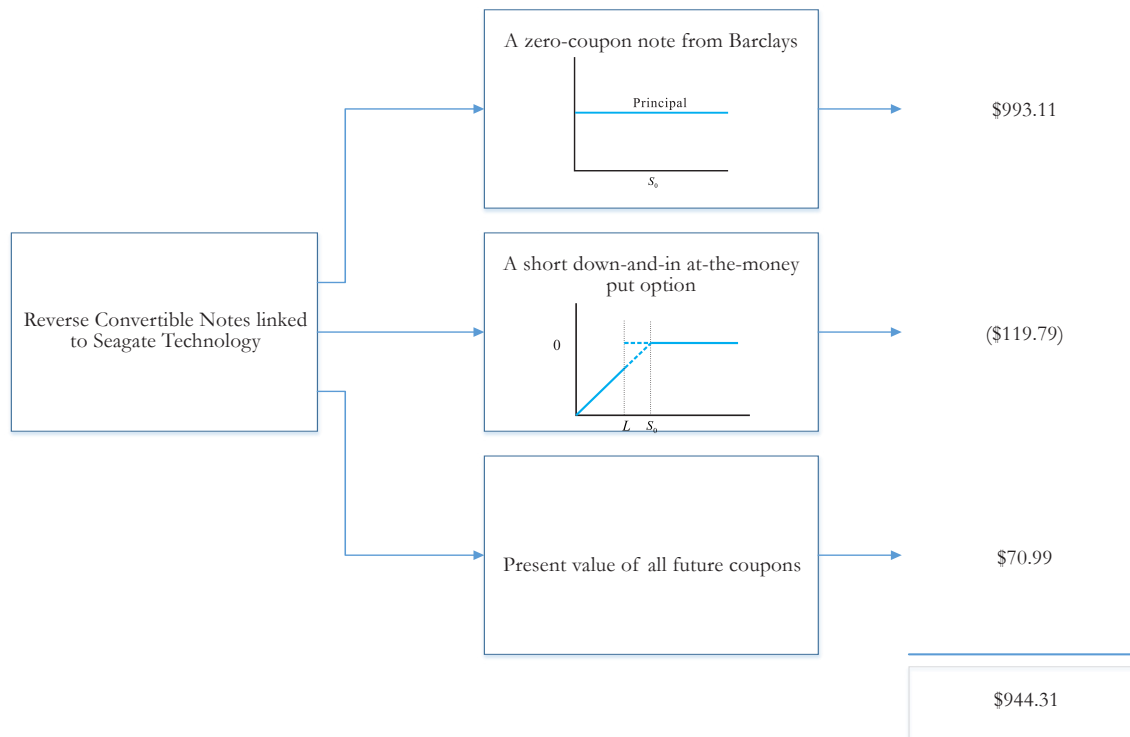 A zero-coupon note from Barclays
Principal
S₀
$993.11
Reverse Convertible Notes linked
to Seagate Technology
A short down-and-in at-the-money
put option
0
L S₀
($119.79)
Present value of all future coupons
$70.99
$944.31